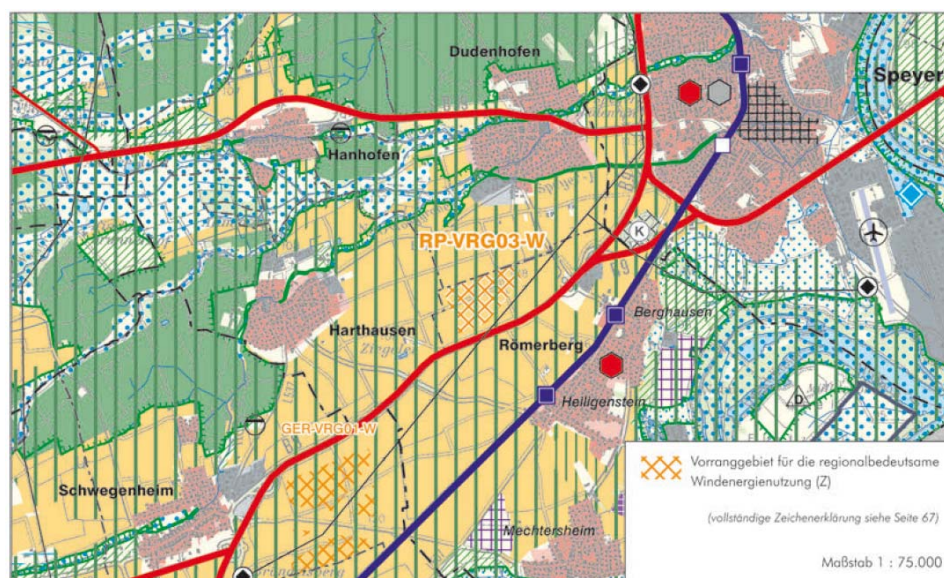 Dudenhofen
Speyer
Hanhofen
RP-VRG03-W
K
Berghausen
Harthausen
Römerberg
Heiligenstein
GER-VRG01-W
Schwegenheim
Mechtersheim
D
Vorranggebiet für die regionalbedeutsame
Windenergienutzung (Z)
(vollständige Zeichenerklärung siehe Seite 67)
Maßstab 1 : 75.000